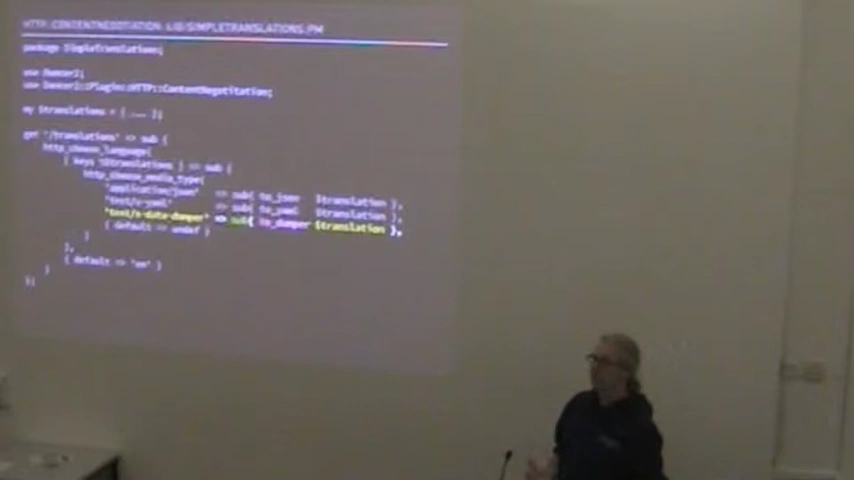 HTTP::CONTENTNEGOTIATION: LIB/SIMPLETRANSLATIONS.PM
package SimpleTranslations;
use Dancer2;
use Dancer2::Plugin::HTTP::ContentNegotiation;
my $translations = { ... };
get '/translations' => sub {
http_choose_language(
[ keys %$translations ] => sub {
http_choose_media_type(
"application/json" => sub{ to_json $translation },
"text/x-yaml" => sub{ to_yaml $translation },
"text/x-data-dumper" => sub{ to_dumper $translation },
{ default => undef }
)
},
{ default => "en" }
)
};